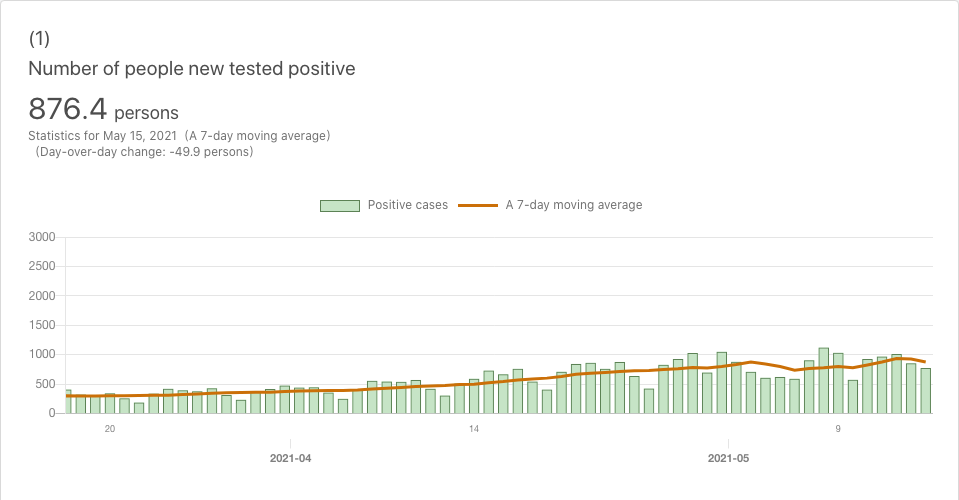 (1)
Number of people new tested positive
876.4 persons
Statistics for May 15, 2021 (A 7-day moving average)
(Day-over-day change: -49.9 persons)
Positive cases A 7-day moving average
3000
2500
2000
1500
1000
500
0
20 14 9
2021-04 2021-05